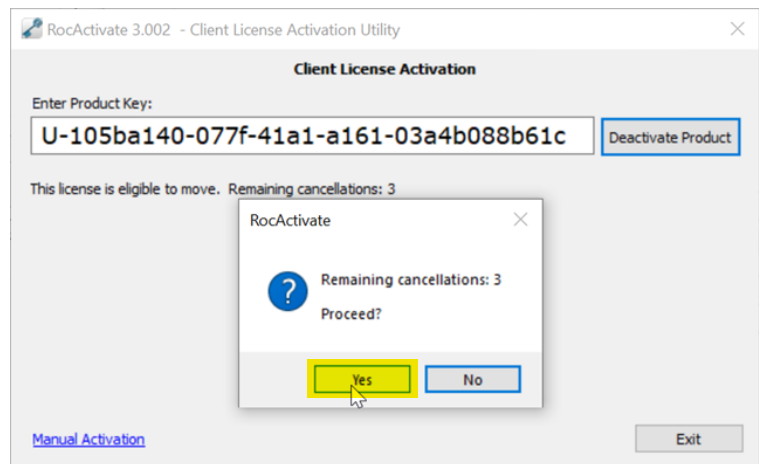 RocActivate 3.002 - Client License Activation Utility
Client License Activation
Enter Product Key:
U-105ba140-077f-41a1-a161-03a4b088b61c
Deactivate Product
This license is eligible to move. Remaining cancellations: 3
RocActivate
Remaining cancellations: 3
Proceed?
Yes
No
Manual Activation
Exit